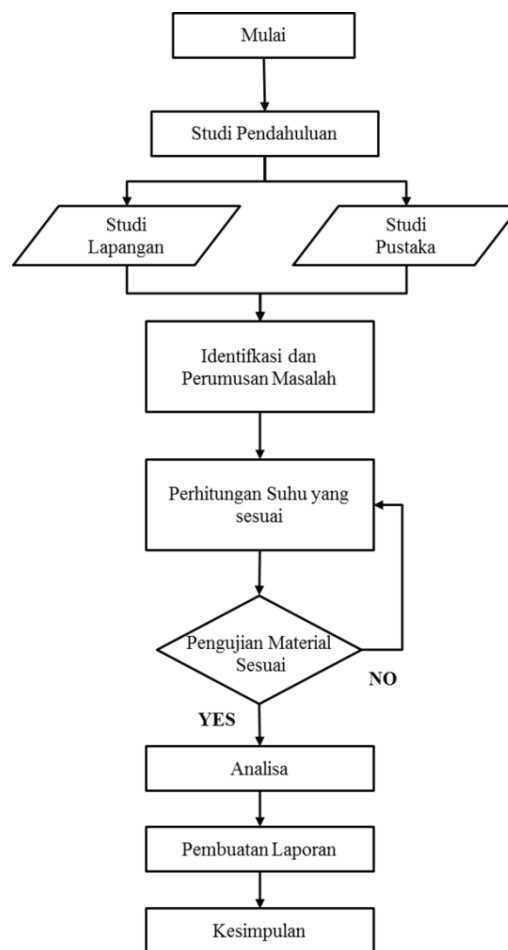 Mulai
Studi Pendahuluan
Studi
Lapangan
Studi
Pustaka
Identifkasi dan
Perumusan Masalah
Perhitungan Suhu yang
sesuai
Pengujian Material
Sesuai
NO
YES
Analisa
Pembuatan Laporan
Kesimpulan